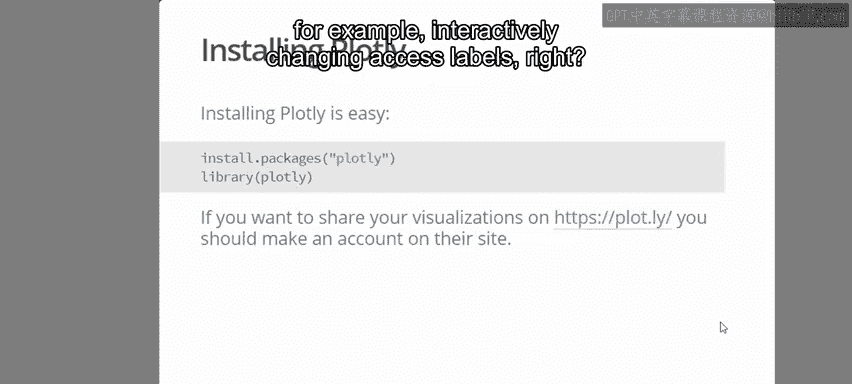 for example, interactively
changing access labels, right?
Installing Plotly
Installing Plotly is easy:
install.packages("plotly")
library(plotly)
If you want to share your visualizations on https://plot.ly/ you
should make an account on their site.